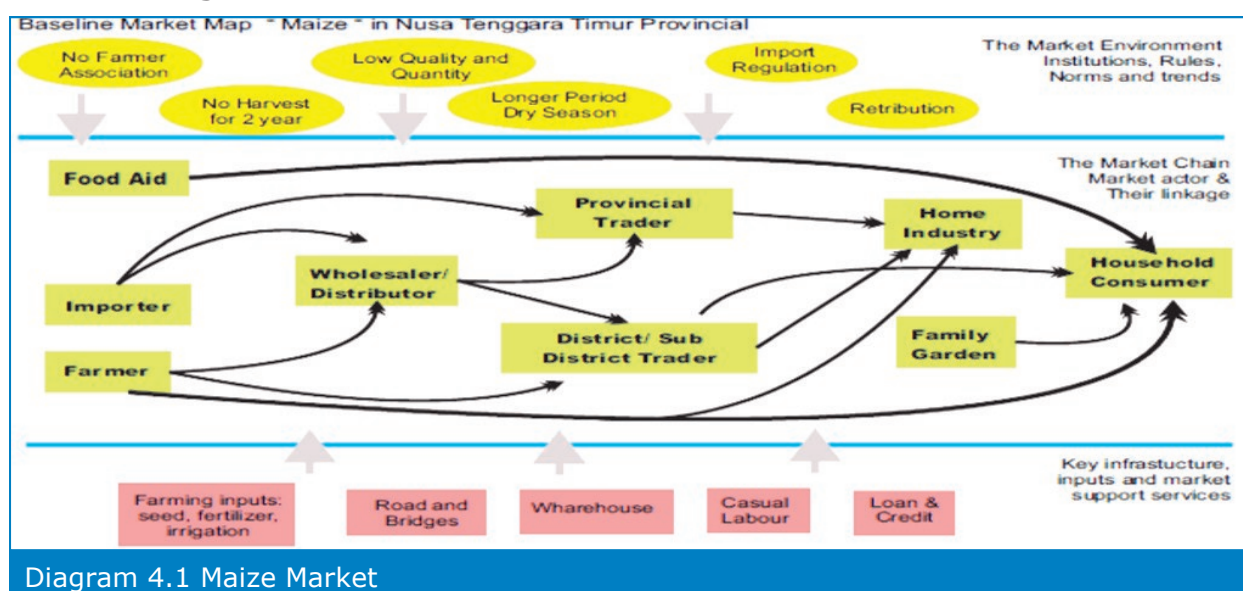 Baseline Market Map " Maize " in Nusa Tenggara Timur Provincial
No Farmer
Association
Low Quality and
Quantity
Import
Regulation
The Market Environment
Institutions, Rules,
Norms and trends
No Harvest
for 2 year
Longer Period
Dry Season
Retribution
Food Aid
The Market Chain
Market actor &
Their linkage
Provincial
Trader
Home
Industry
Wholesaler/
Distributor
Household
Consumer
Importer
District/ Sub
District Trader
Family
Garden
Farmer
Key infrastucture,
inputs and market
support services
Farming inputs:
seed, fertilizer,
irrigation
Road and
Bridges
Wharehouse
Casual
Labour
Loan &
Credit
Diagram 4.1 Maize Market